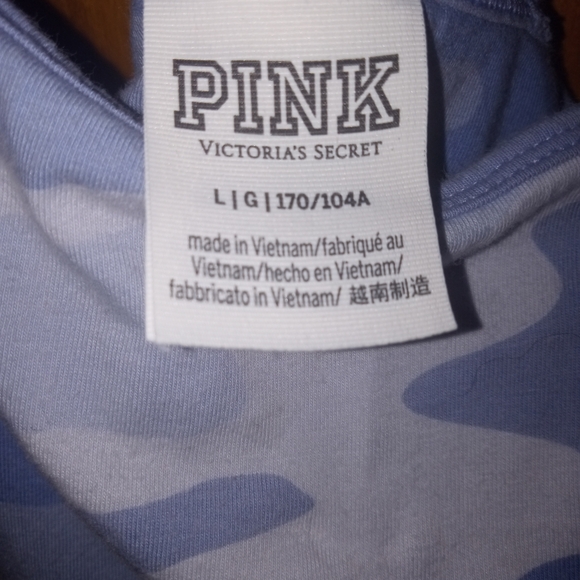 PINK
VICTORIA'S SECRET
L | G | 170/104A
made in Vietnam/fabriqué au
Vietnam/hecho en Vietnam/
fabbricato in Vietnam/ 越南制造